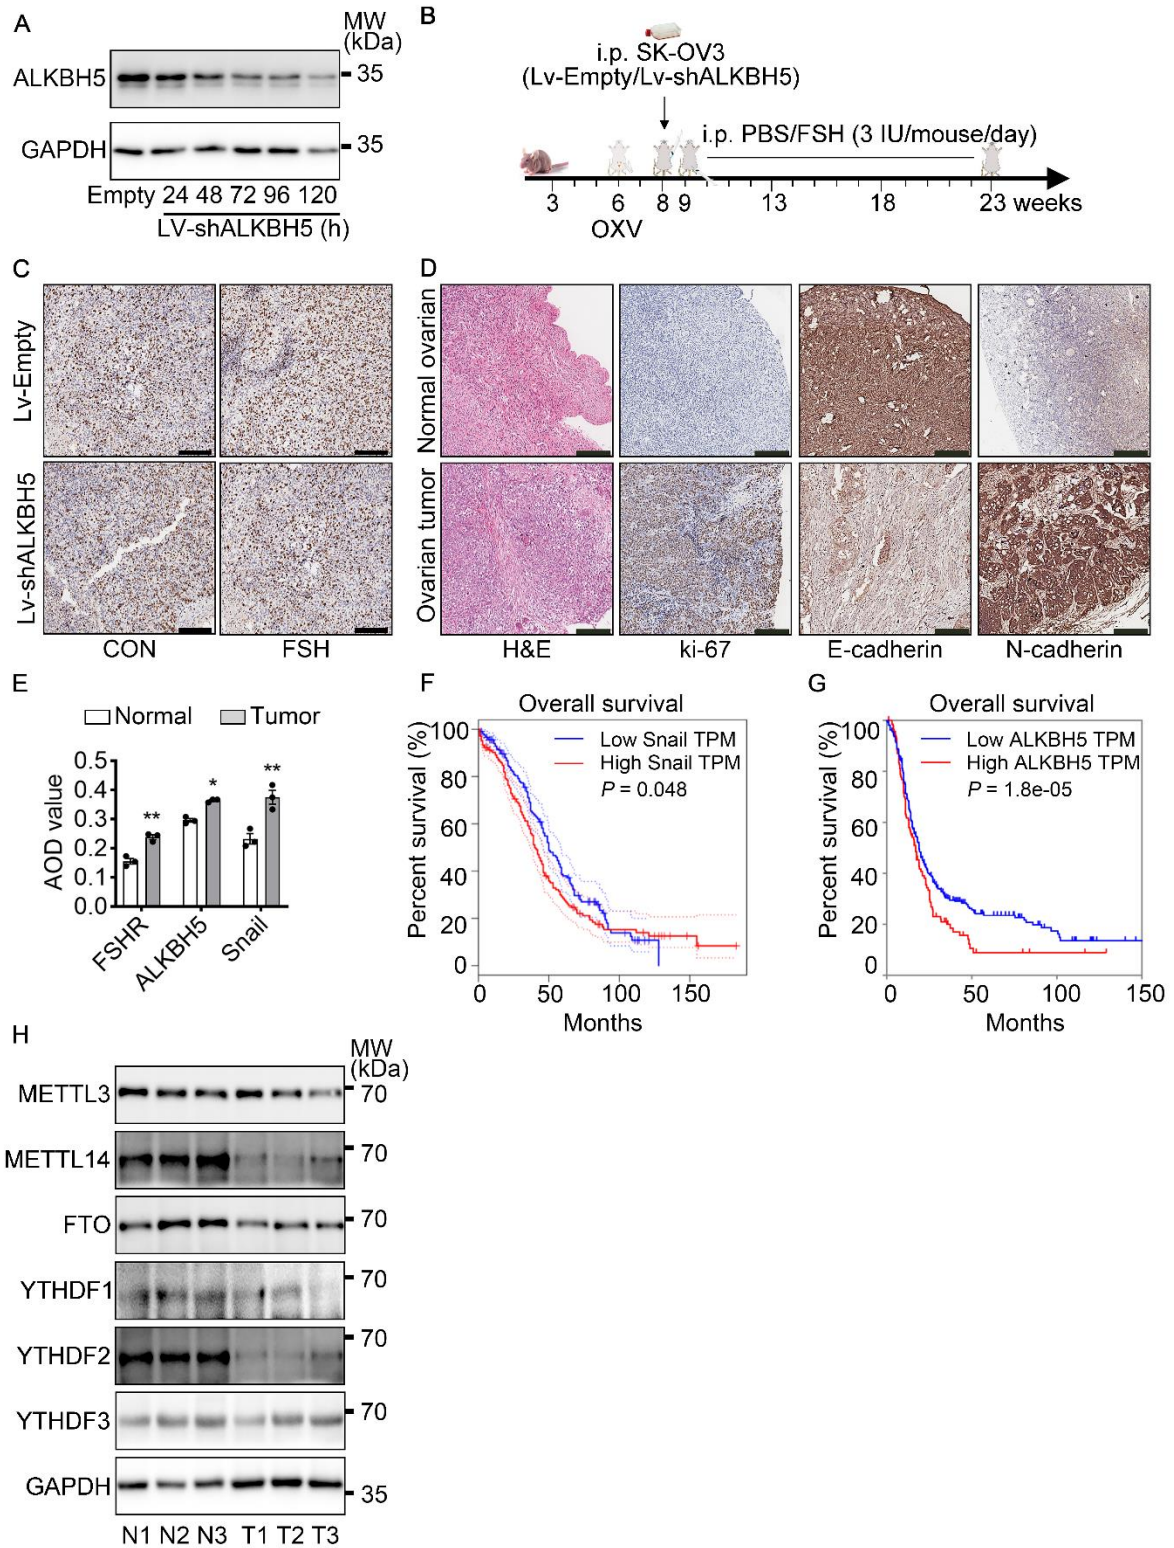 A
MW
(kDa)
ALKBH5
35
GAPDH
35
Empty 24 48 72 96 120
LV-shALKBH5 (h)
B
i.p. SK-OV3
(Lv-Empty/Lv-shALKBH5)
i.p. PBS/FSH (3 IU/mouse/day)
3 6 8 9 13 18 23 weeks
OXV
C
Lv-Empty
Lv-shALKBH5
CON FSH
D
Normal ovarian
Ovarian tumor
H&E ki-67 E-cadherin N-cadherin
E
Normal Tumor
AOD value
0.5
0.4
0.3
0.2
0.1
0.0
** * **
FSHR ALKBH5 Snail
F
Overall survival
Percent survival (%)
100
80
60
40
20
0
Low Snail TPM
High Snail TPM
P = 0.048
0 50 100 150
Months
G
Overall survival
Percent survival (%)
100
80
60
40
20
0
Low ALKBH5 TPM
High ALKBH5 TPM
P = 1.8e-05
0 50 100 150
Months
H
MW
(kDa)
METTL3
70
METTL14
70
FTO
70
YTHDF1
70
YTHDF2
70
YTHDF3
70
GAPDH
35
N1 N2 N3 T1 T2 T3